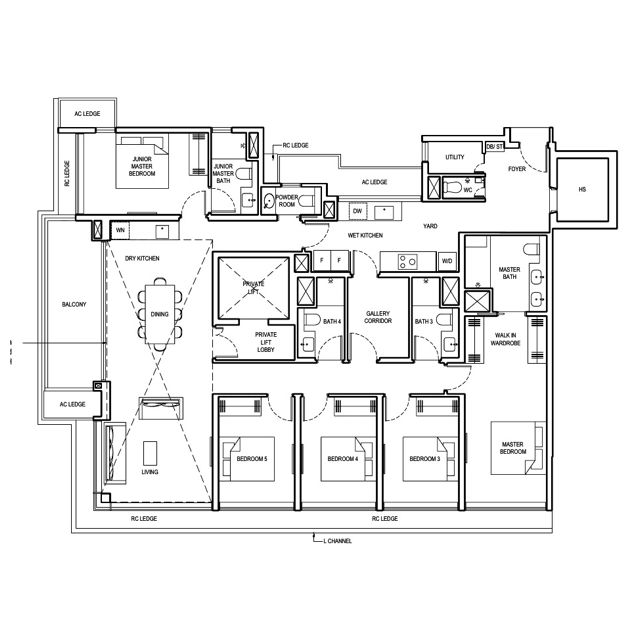 AC LEDGE
RC LEDGE
JUNIOR
MASTER
BEDROOM
JUNIOR
MASTER
BATH
RC LEDGE
AC LEDGE
POWDER
ROOM
UTILITY
DB/ ST
FOYER
WC
HS
WN
DW
WET KITCHEN
YARD
F
F
W/D
DRY KITCHEN
BALCONY
DINING
PRIVATE
LIFT
PRIVATE
LIFT
LOBBY
BATH 4
GALLERY
CORRIDOR
BATH 3
MASTER
BATH
WALK IN
WARDROBE
AC LEDGE
LIVING
BEDROOM 5
BEDROOM 4
BEDROOM 3
MASTER
BEDROOM
RC LEDGE
RC LEDGE
L CHANNEL